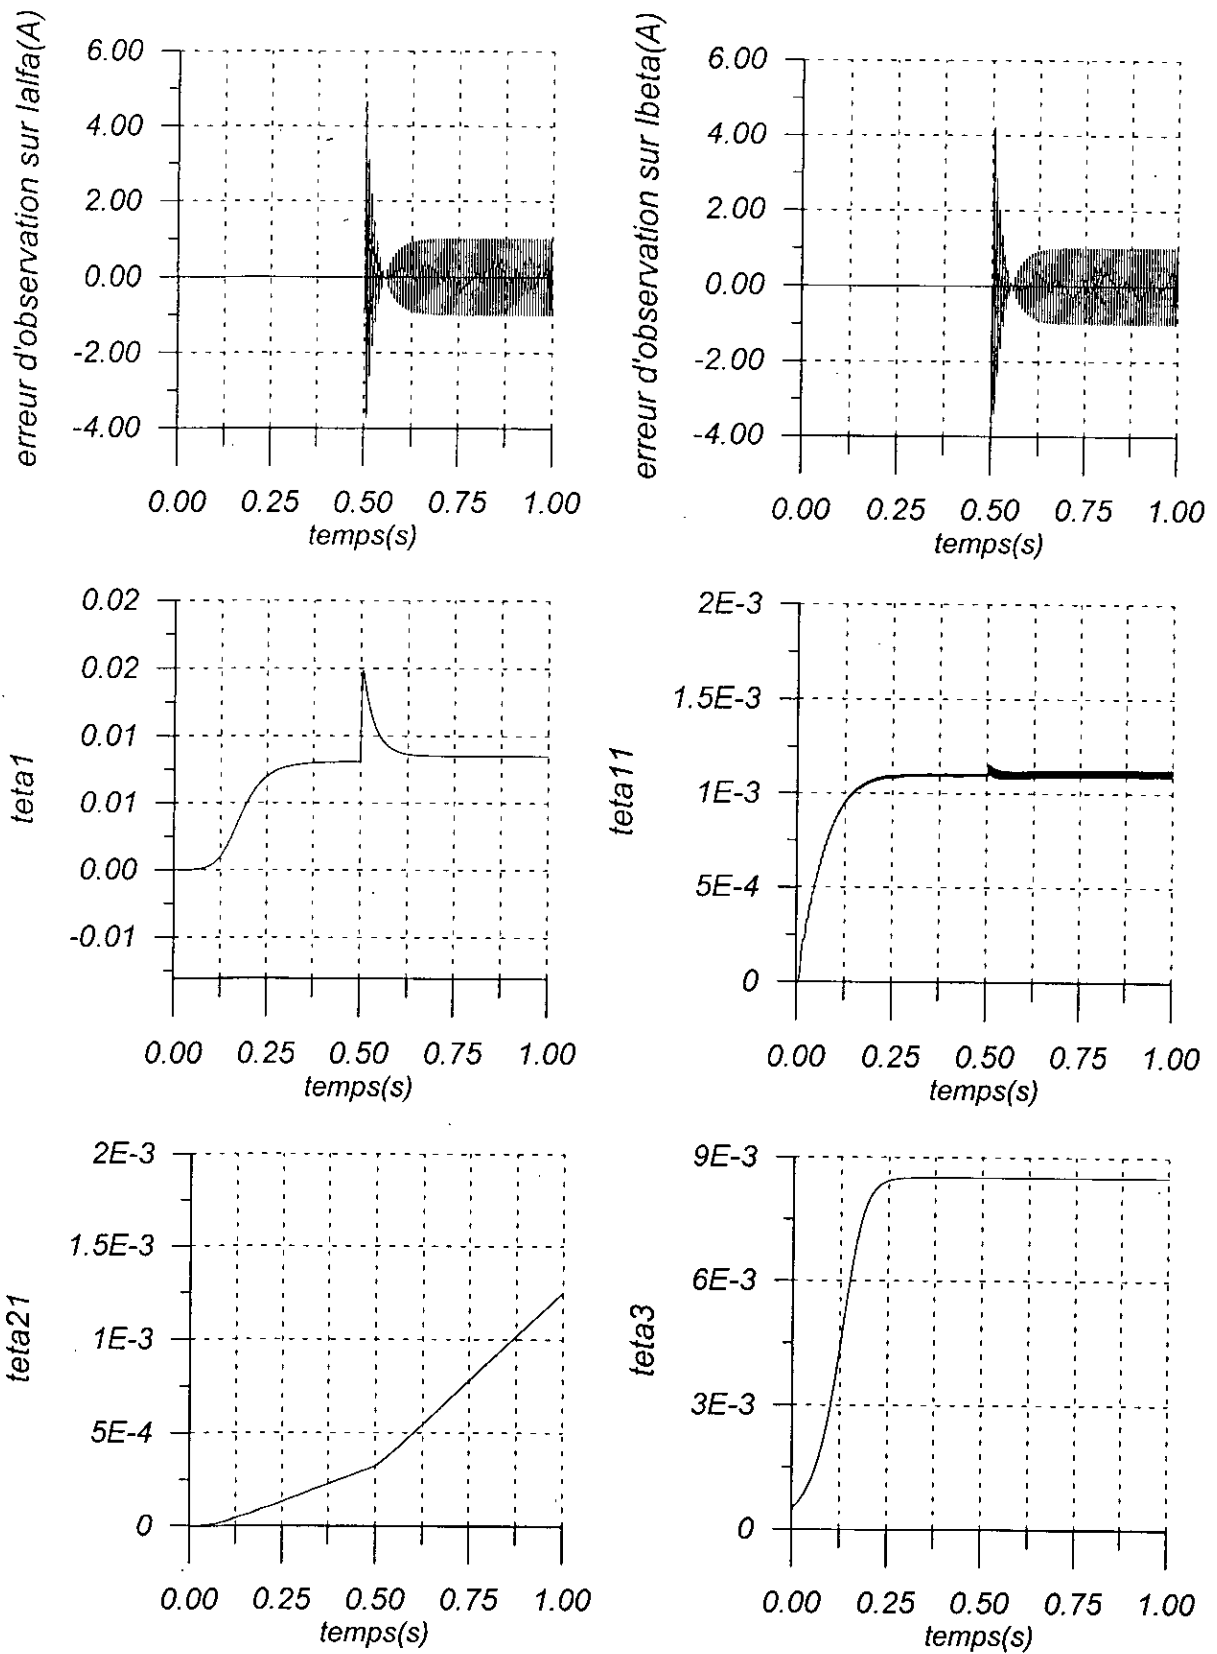 erreur d'observation sur Ialfa(A)
6.00
4.00
2.00
0.00
-2.00
-4.00
0.00 0.25 0.50 0.75 1.00
temps(s)
erreur d'observation sur Ibeta(A)
6.00
4.00
2.00
0.00
-2.00
-4.00
0.00 0.25 0.50 0.75 1.00
temps(s)
teta1
0.02
0.02
0.01
0.01
0.00
-0.01
0.00 0.25 0.50 0.75 1.00
temps(s)
teta11
2E-3
1.5E-3
1E-3
5E-4
0
0.00 0.25 0.50 0.75 1.00
temps(s)
teta21
2E-3
1.5E-3
1E-3
5E-4
0
0.00 0.25 0.50 0.75 1.00
temps(s)
teta3
9E-3
6E-3
3E-3
0
0.00 0.25 0.50 0.75 1.00
temps(s)